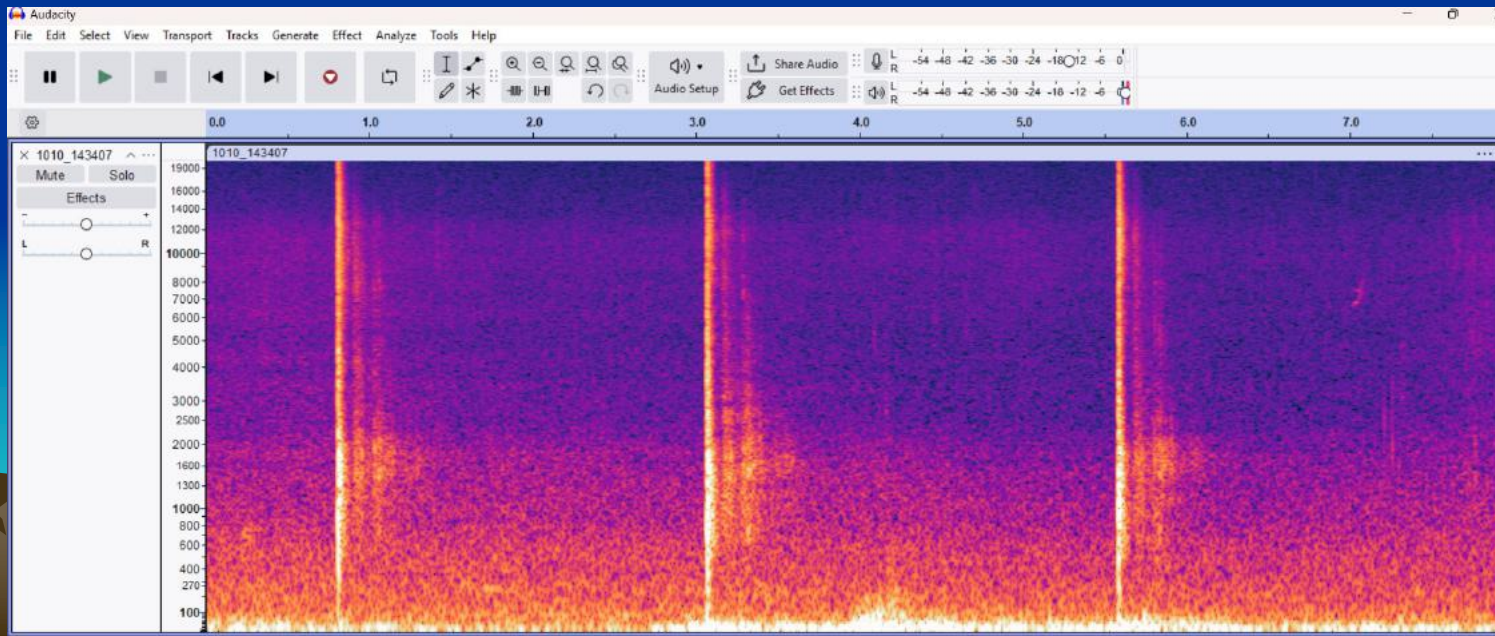 Audacity
File Edit Select View Transport Tracks Generate Effect Analyze Tools Help
Audio Setup
Share Audio
Get Effects
L
R
-54 -48 -42 -36 -30 -24 -18 -12 -6 0
L
R
-54 -48 -42 -36 -30 -24 -18 -12 -6
0.0 1.0 2.0 3.0 4.0 5.0 6.0 7.0
1010_143407
Mute Solo
Effects
- +
L R
1010_143407
19000
16000
14000
12000
10000
8000
7000
6000
5000
4000
3000
2500
2000
1600
1300
1000
800
600
400
270
100